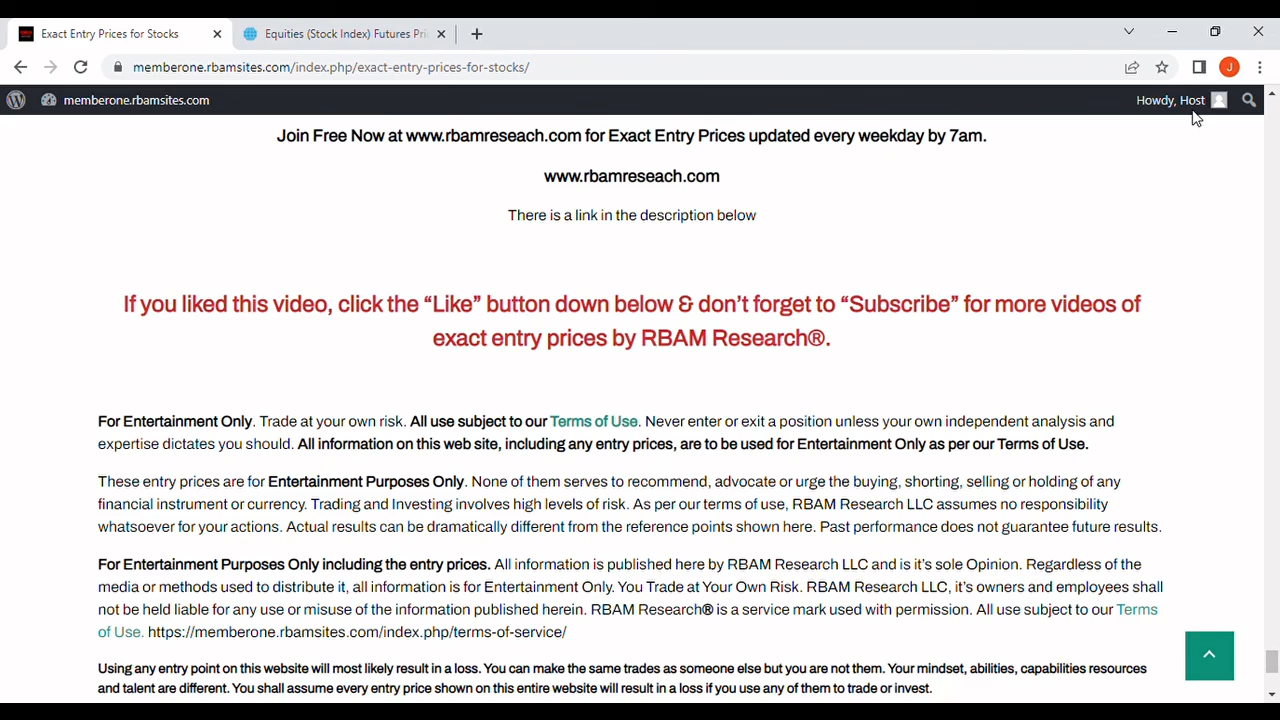 Exact Entry Prices for Stocks
Equities (Stock Index) Futures Pri
memberone.rbamsites.com/index.php/exact-entry-prices-for-stocks/
J
memberone.rbamsites.com
Howdy, Host
Join Free Now at www.rbamreseach.com for Exact Entry Prices updated every weekday by 7am.
www.rbamreseach.com
There is a link in the description below
If you liked this video, click the “Like” button down below & don’t forget to “Subscribe” for more videos of
exact entry prices by RBAM Research®.
For Entertainment Only. Trade at your own risk. All use subject to our Terms of Use. Never enter or exit a position unless your own independent analysis and
expertise dictates you should. All information on this web site, including any entry prices, are to be used for Entertainment Only as per our Terms of Use.
These entry prices are for Entertainment Purposes Only. None of them serves to recommend, advocate or urge the buying, shorting, selling or holding of any
financial instrument or currency. Trading and Investing involves high levels of risk. As per our terms of use, RBAM Research LLC assumes no responsibility
whatsoever for your actions. Actual results can be dramatically different from the reference points shown here. Past performance does not guarantee future results.
For Entertainment Purposes Only including the entry prices. All information is published here by RBAM Research LLC and is it’s sole Opinion. Regardless of the
media or methods used to distribute it, all information is for Entertainment Only. You Trade at Your Own Risk. RBAM Research LLC, it’s owners and employees shall
not be held liable for any use or misuse of the information published herein. RBAM Research® is a service mark used with permission. All use subject to our Terms
of Use. https://memberone.rbamsites.com/index.php/terms-of-service/
Using any entry point on this website will most likely result in a loss. You can make the same trades as someone else but you are not them. Your mindset, abilities, capabilities resources
and talent are different. You shall assume every entry price shown on this entire website will result in a loss if you use any of them to trade or invest.